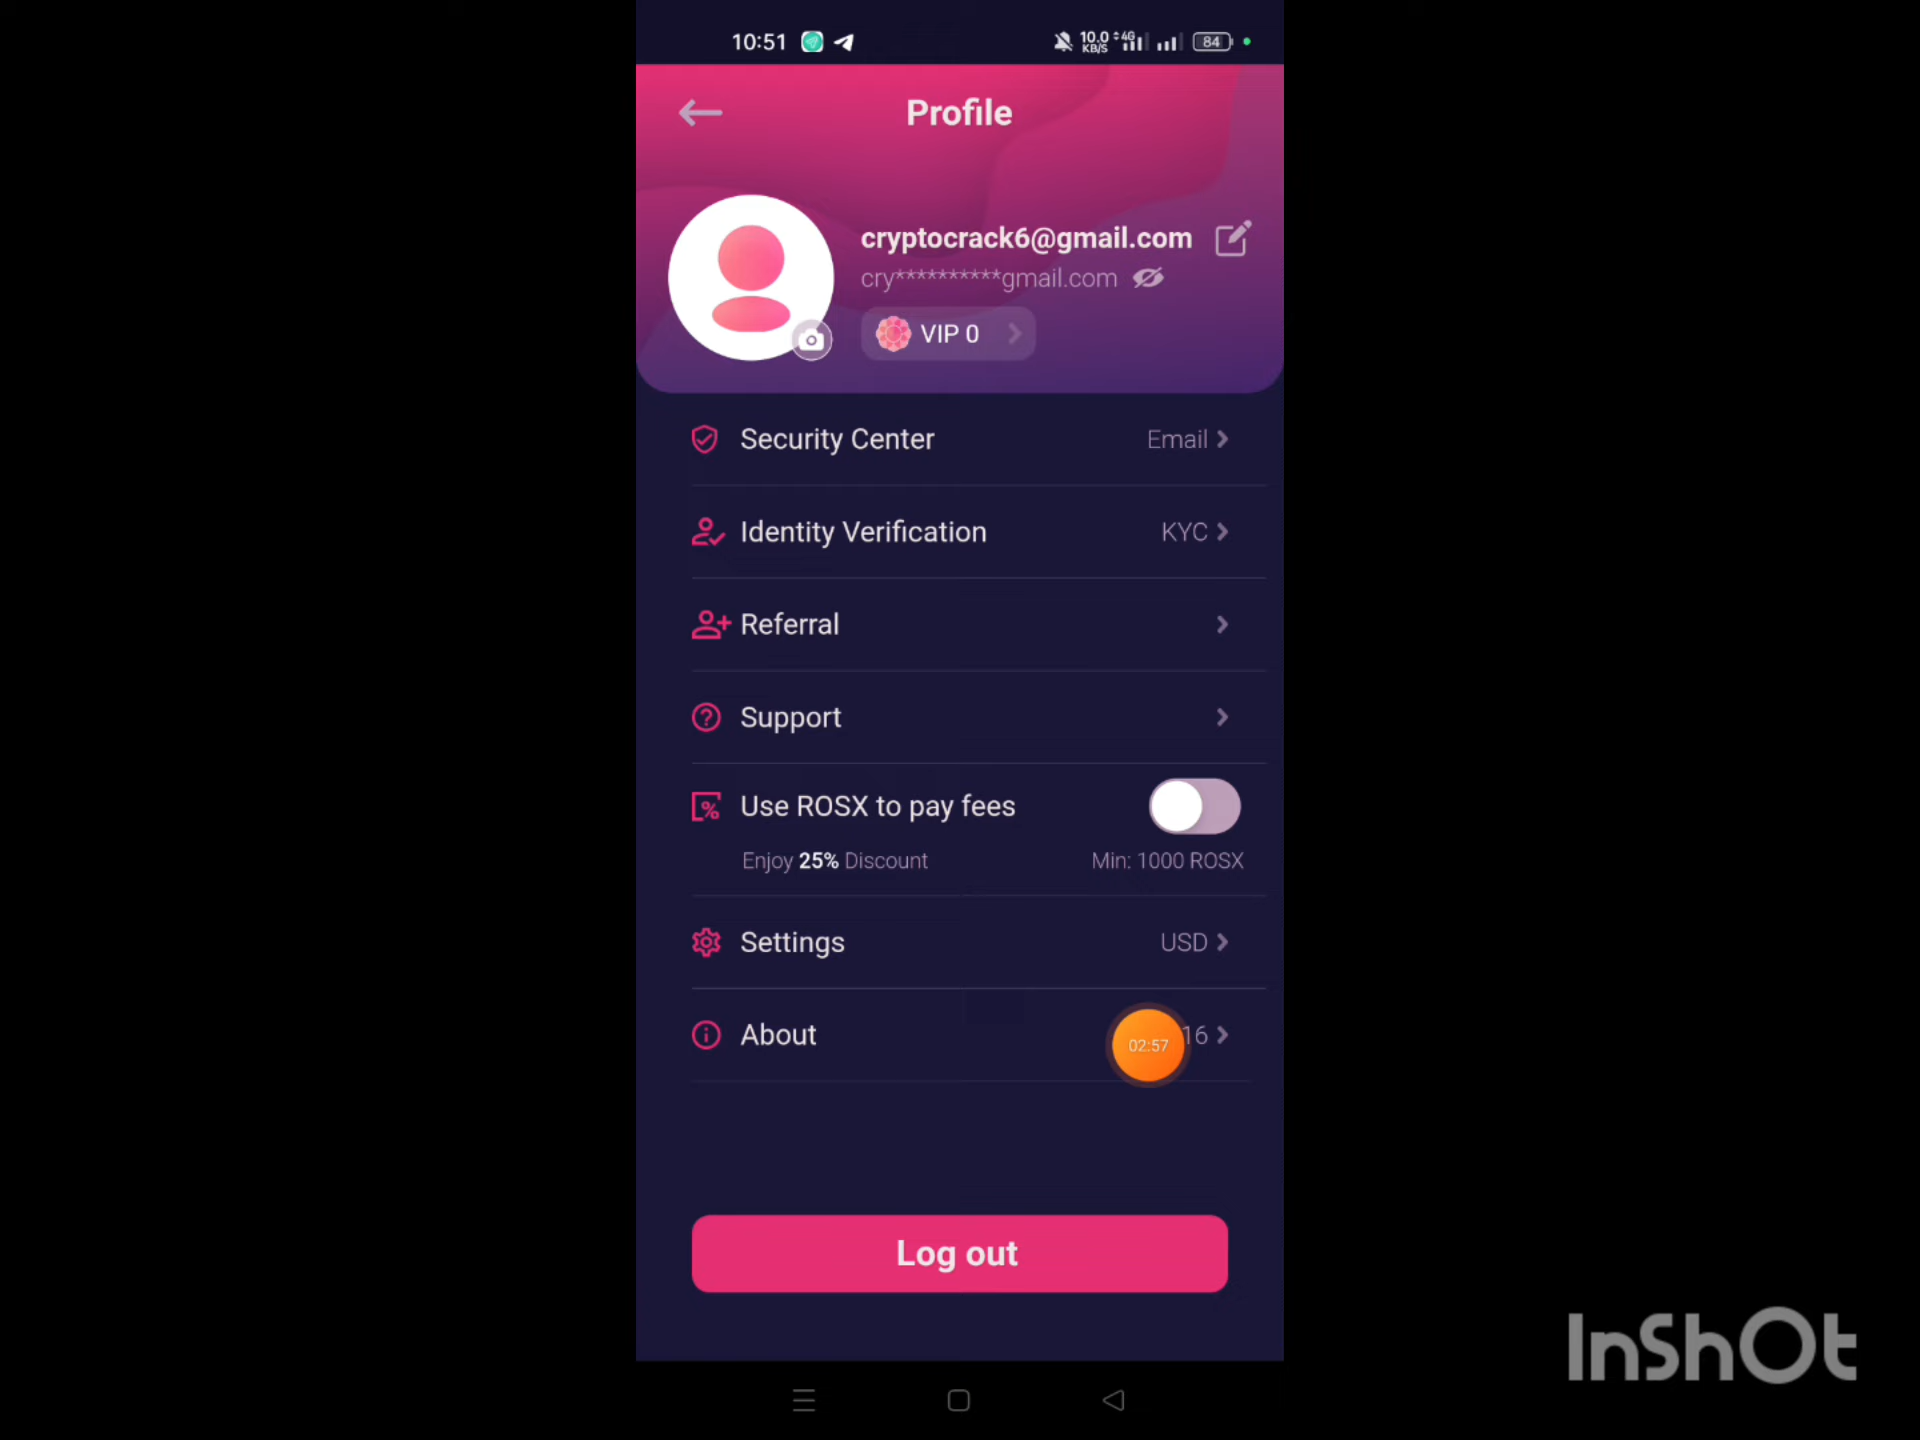 10:51
10.0 KB/S 4G 84
Profile
cryptocrack6@gmail.com
cry**********gmail.com
VIP 0
Security Center Email
Identity Verification KYC
Referral
Support
Use ROSX to pay fees
Enjoy 25% Discount Min: 1000 ROSX
Settings USD
About 02:57 16
Log out
InShOt